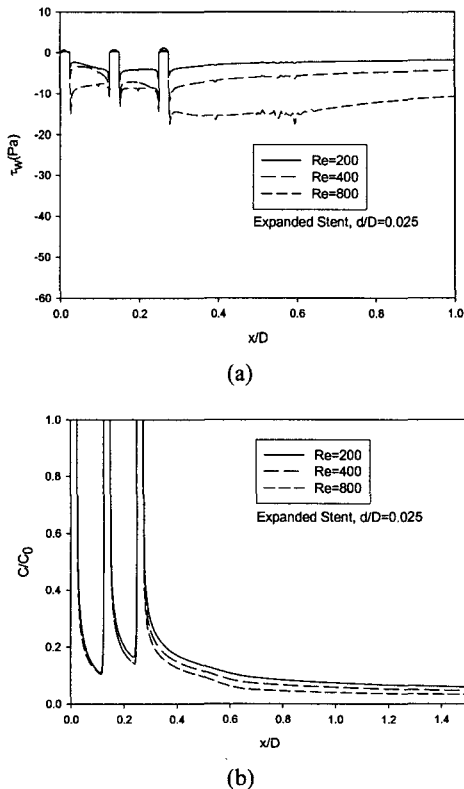 10
0
-10
-20
-30
-40
-50
-60
τw(Pa)
Re=200
Re=400
Re=800
Expanded Stent, d/D=0.025
0.0 0.2 0.4 0.6 0.8 1.0
x/D
(a)
1.0
0.8
0.6
0.4
0.2
0.0
C/C0
Re=200
Re=400
Re=800
Expanded Stent, d/D=0.025
0.0 0.2 0.4 0.6 0.8 1.0 1.2 1.4
x/D
(b)